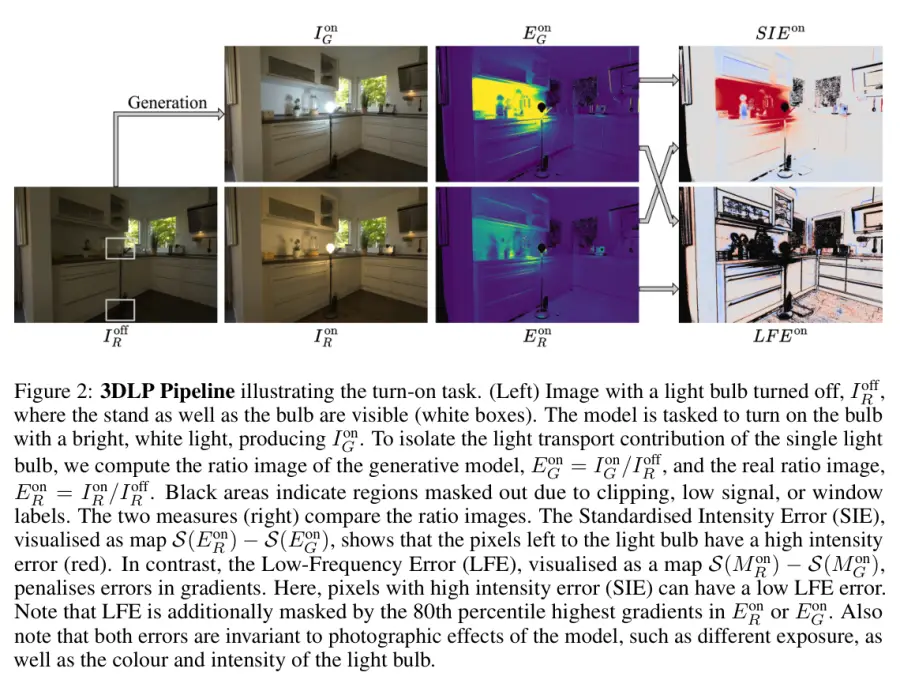 I_G^on E_G^on SIE^on
Generation
I_R^off I_R^on E_R^on LFE^on
Figure 2: 3DLP Pipeline illustrating the turn-on task. (Left) Image with a light bulb turned off, I_R^off,
where the stand as well as the bulb are visible (white boxes). The model is tasked to turn on the bulb
with a bright, white light, producing I_G^on. To isolate the light transport contribution of the single light
bulb, we compute the ratio image of the generative model, E_G^on = I_G^on/I_R^off, and the real ratio image,
E_R^on = I_R^on/I_R^off. Black areas indicate regions masked out due to clipping, low signal, or window
labels. The two measures (right) compare the ratio images. The Standardised Intensity Error (SIE),
visualised as map S(E_R^on) − S(E_G^on), shows that the pixels left to the light bulb have a high intensity
error (red). In contrast, the Low-Frequency Error (LFE), visualised as a map S(M_R^on) − S(M_G^on),
penalises errors in gradients. Here, pixels with high intensity error (SIE) can have a low LFE error.
Note that LFE is additionally masked by the 80th percentile highest gradients in E_R^on or E_G^on. Also
note that both errors are invariant to photographic effects of the model, such as different exposure, as
well as the colour and intensity of the light bulb.